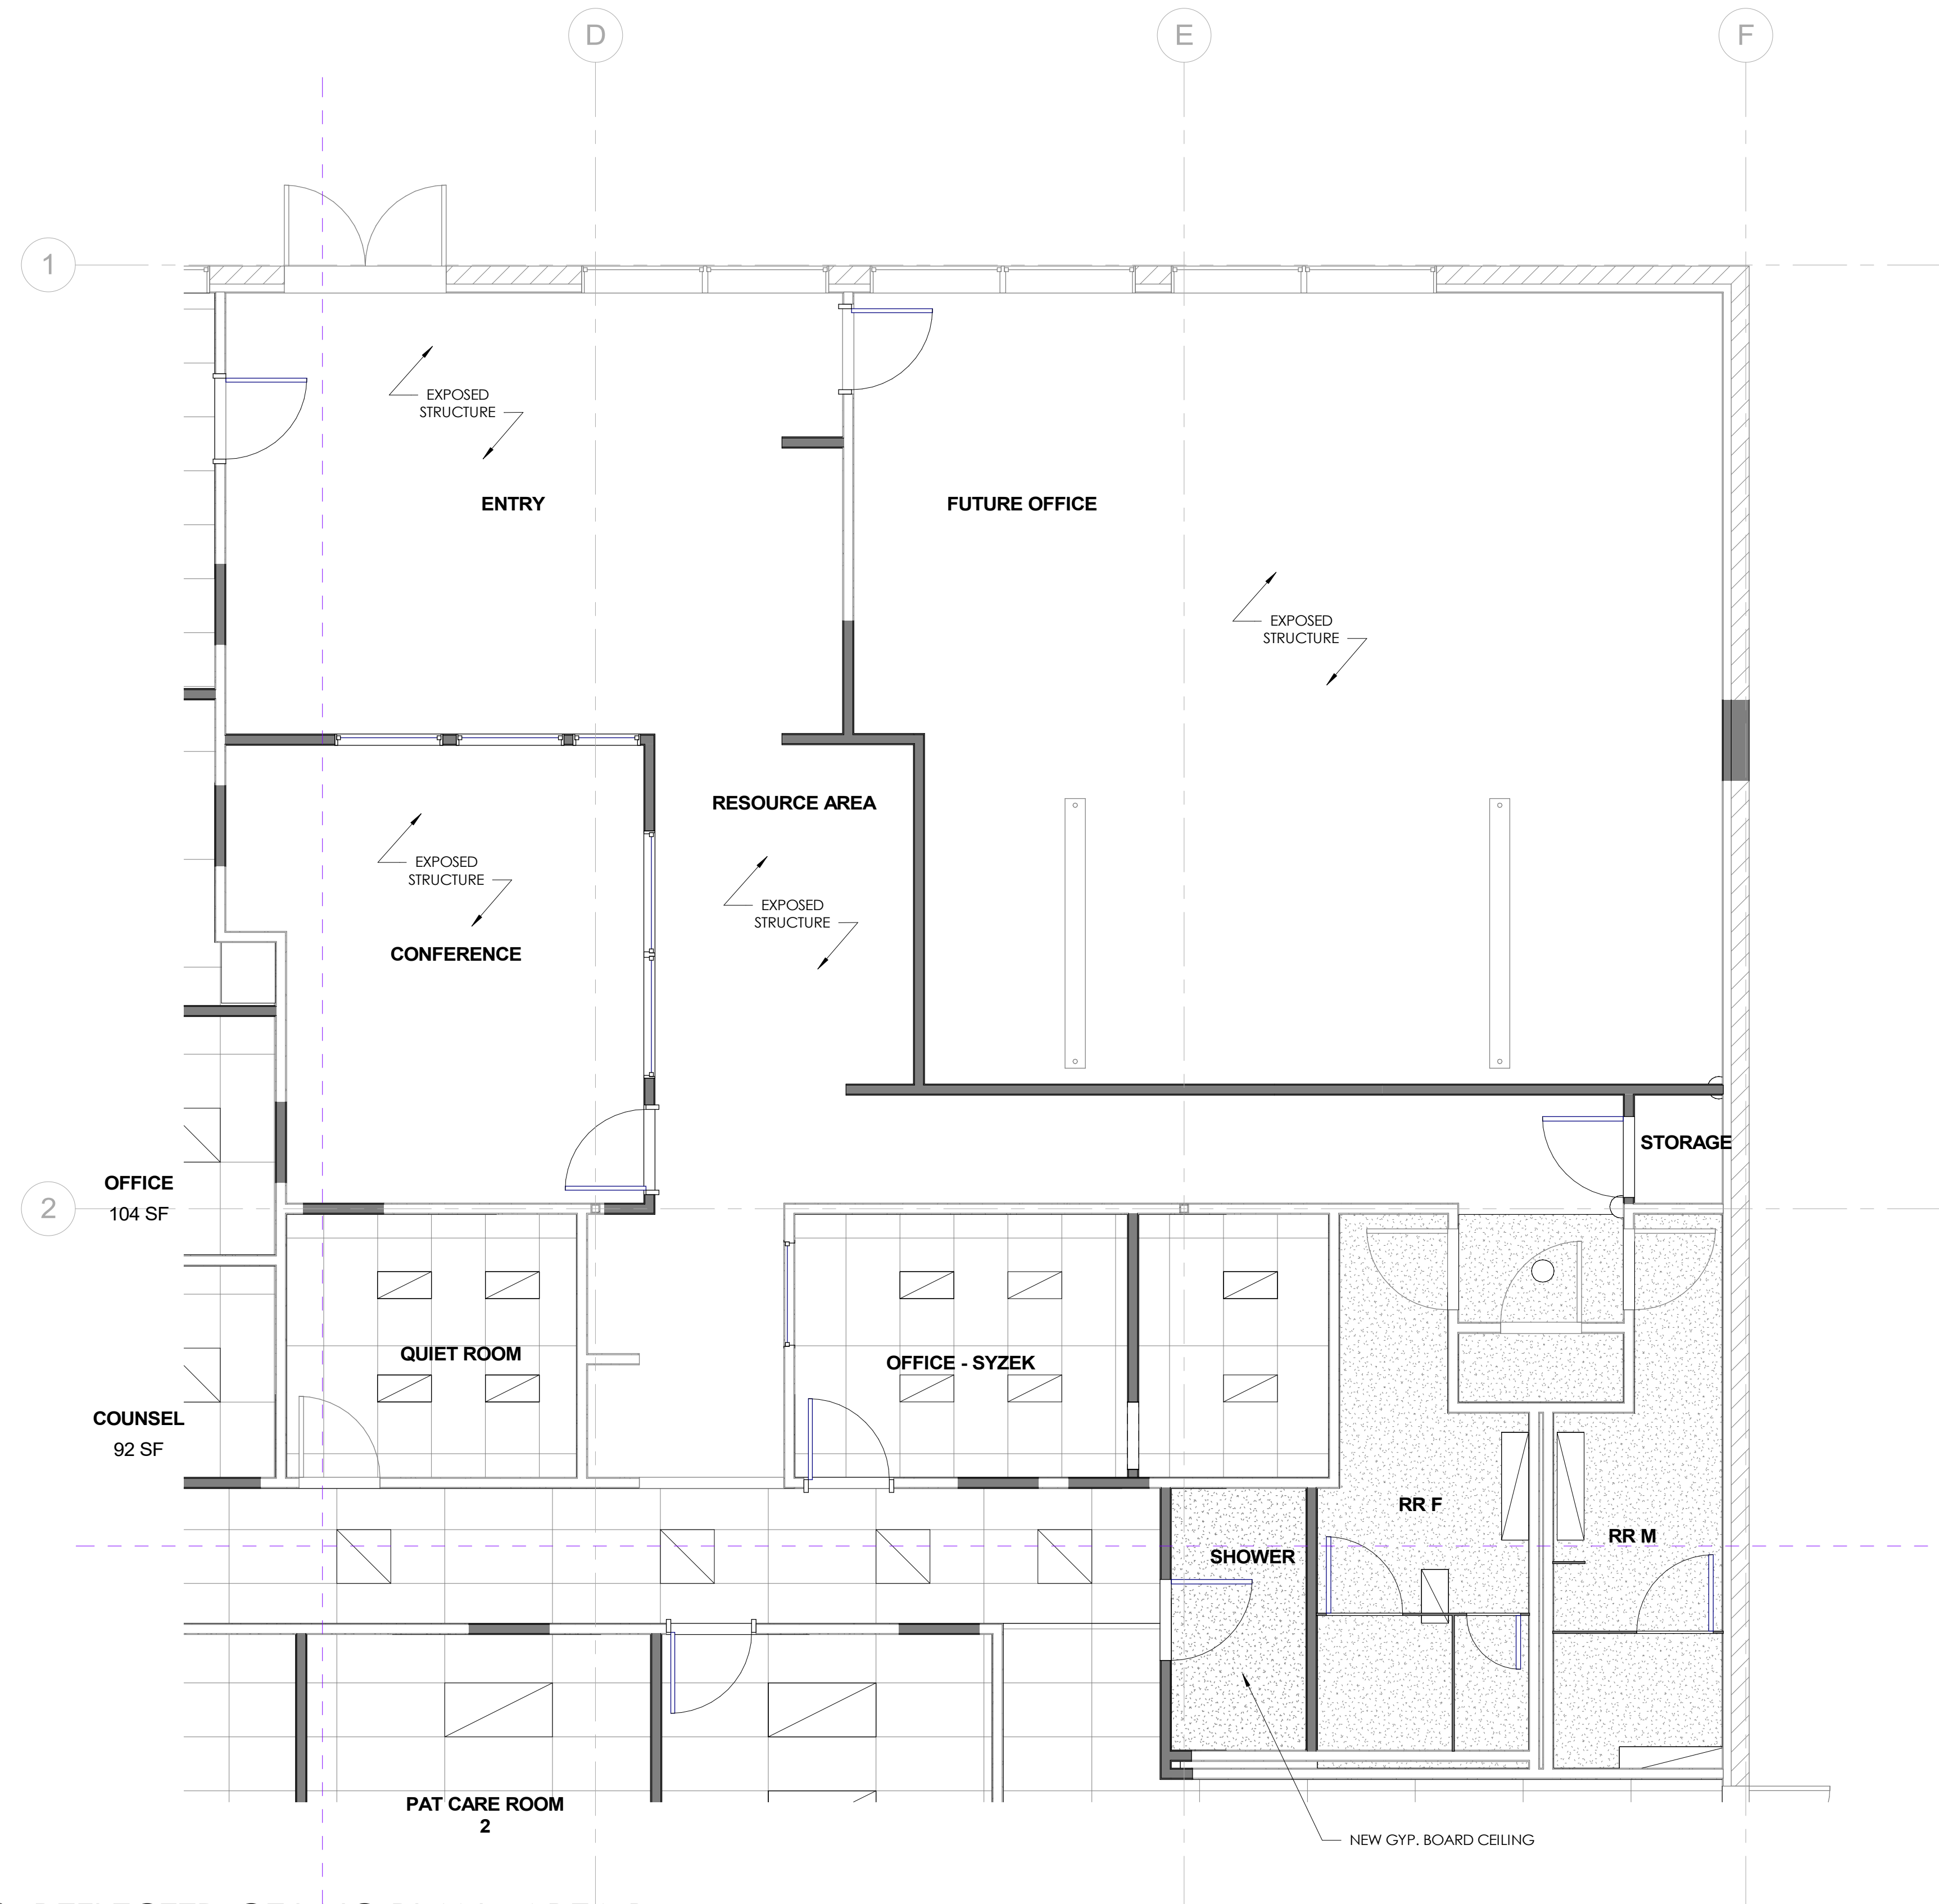 D
E
F
1
EXPOSED
STRUCTURE
ENTRY
FUTURE OFFICE
EXPOSED
STRUCTURE
RESOURCE AREA
EXPOSED
STRUCTURE
EXPOSED
STRUCTURE
CONFERENCE
STORAGE
OFFICE
104 SF
2
QUIET ROOM
OFFICE - SYZEK
COUNSEL
92 SF
RR F
RR M
SHOWER
PAT CARE ROOM
2
NEW GYP. BOARD CEILING